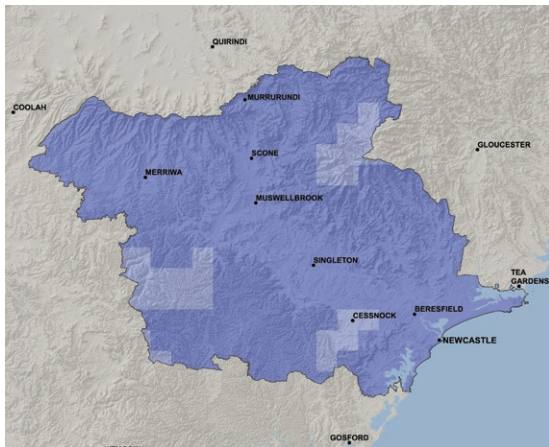 QUIRINDI
MURRURUNDI
COOLAH
GLOUCESTER
SCONE
MERRIWA
MUSWELLBROOK
SINGLETON
TEA
GARDENS
CESSNOCK
BERESFIELD
NEWCASTLE
GOSFORD